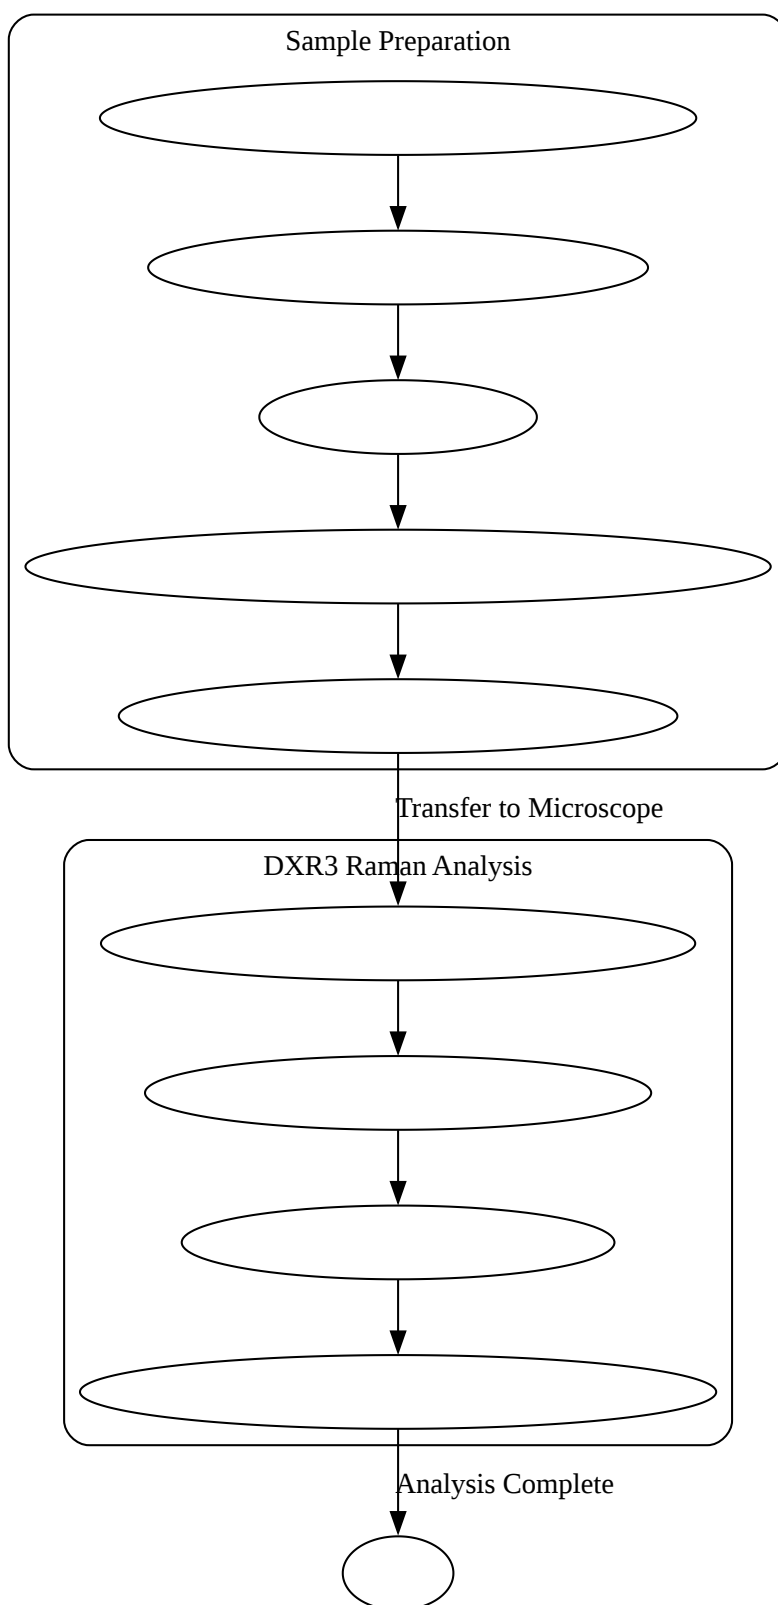 Sample Preparation
Transfer to Microscope
DXR3 Raman Analysis
Analysis Complete